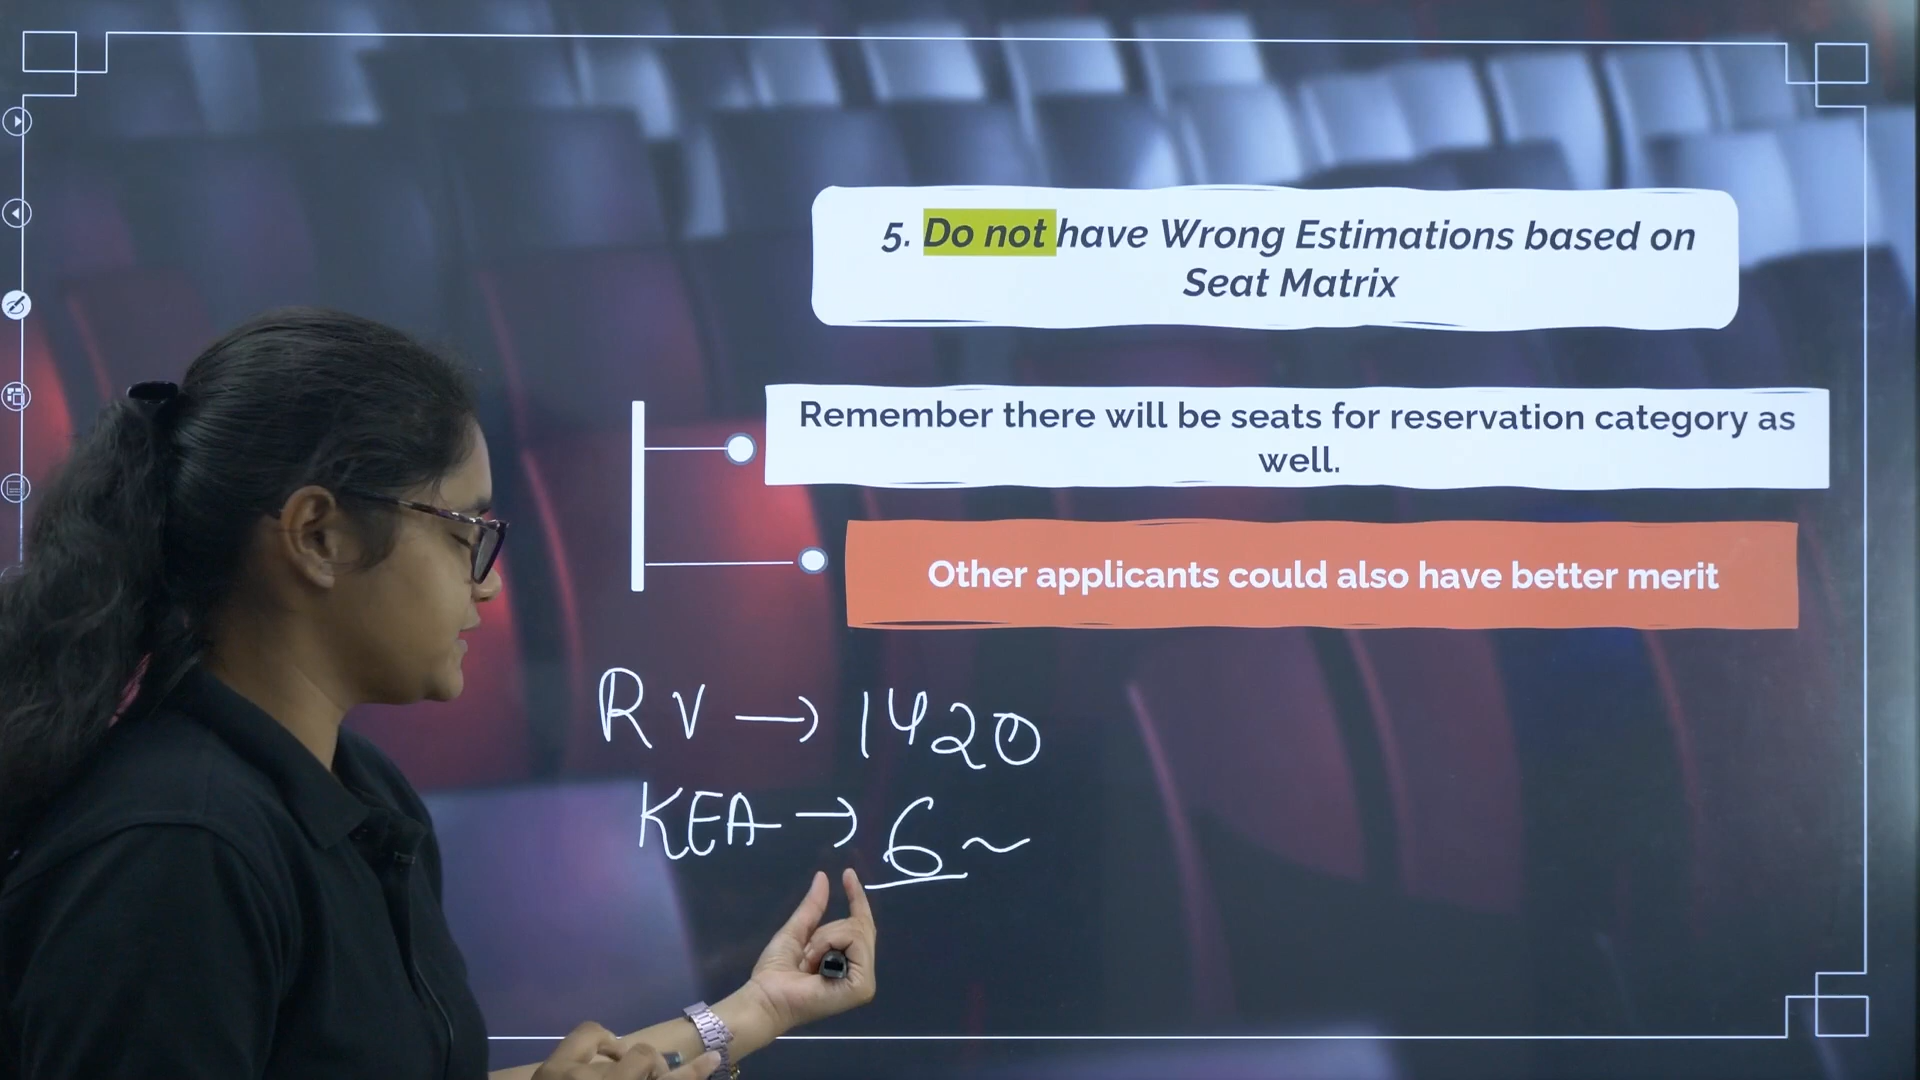 5. Do not have Wrong Estimations based on
Seat Matrix
Remember there will be seats for reservation category as
well.
Other applicants could also have better merit
RV → 1420
KEA → 6 ~